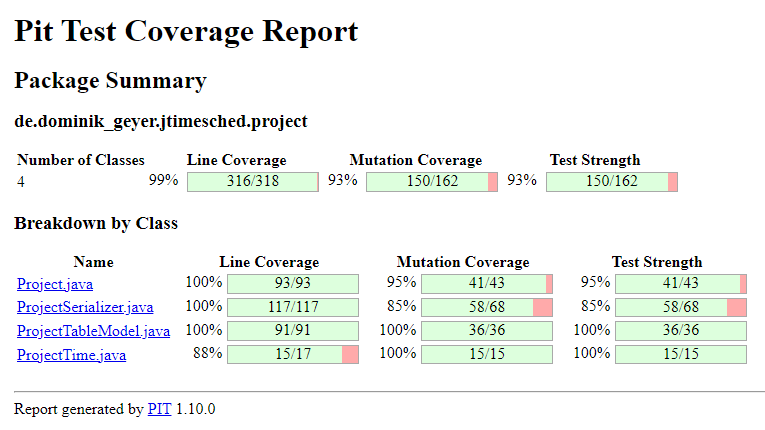 Pit Test Coverage Report
Package Summary
de.dominik_geyer.jtimesched.project
Number of Classes Line Coverage Mutation Coverage Test Strength
4 99% 316/318 93% 150/162 93% 150/162
Breakdown by Class
Name Line Coverage Mutation Coverage Test Strength
Project.java 100% 93/93 95% 41/43 95% 41/43
ProjectSerializer.java 100% 117/117 85% 58/68 85% 58/68
ProjectTableModel.java 100% 91/91 100% 36/36 100% 36/36
ProjectTime.java 88% 15/17 100% 15/15 100% 15/15
Report generated by PIT 1.10.0